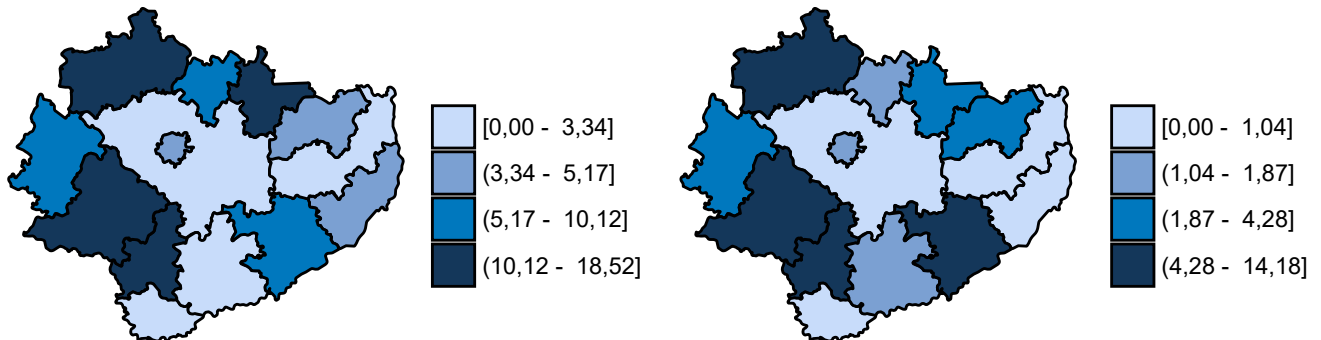 [0,00 - 3,34]
(3,34 - 5,17]
(5,17 - 10,12]
(10,12 - 18,52]
[0,00 - 1,04]
(1,04 - 1,87]
(1,87 - 4,28]
(4,28 - 14,18]